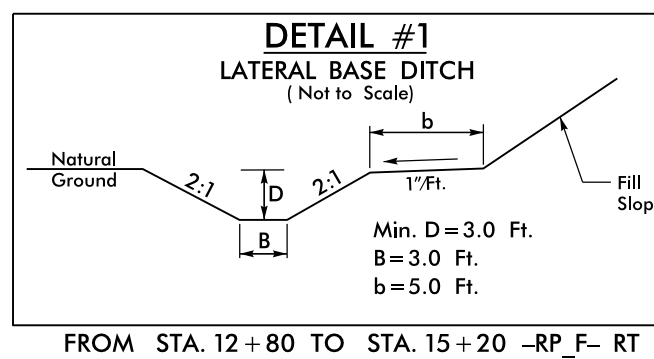 DETAIL #1
LATERAL BASE DITCH
( Not to Scale)
b
Natural
Ground
2:1
D
2:1
1"/Ft.
B
Fill
Slop
Min. D=3.0 Ft.
B=3.0 Ft.
b=5.0 Ft.
FROM STA. 12+80 TO STA. 15+20 -RP_F- RT